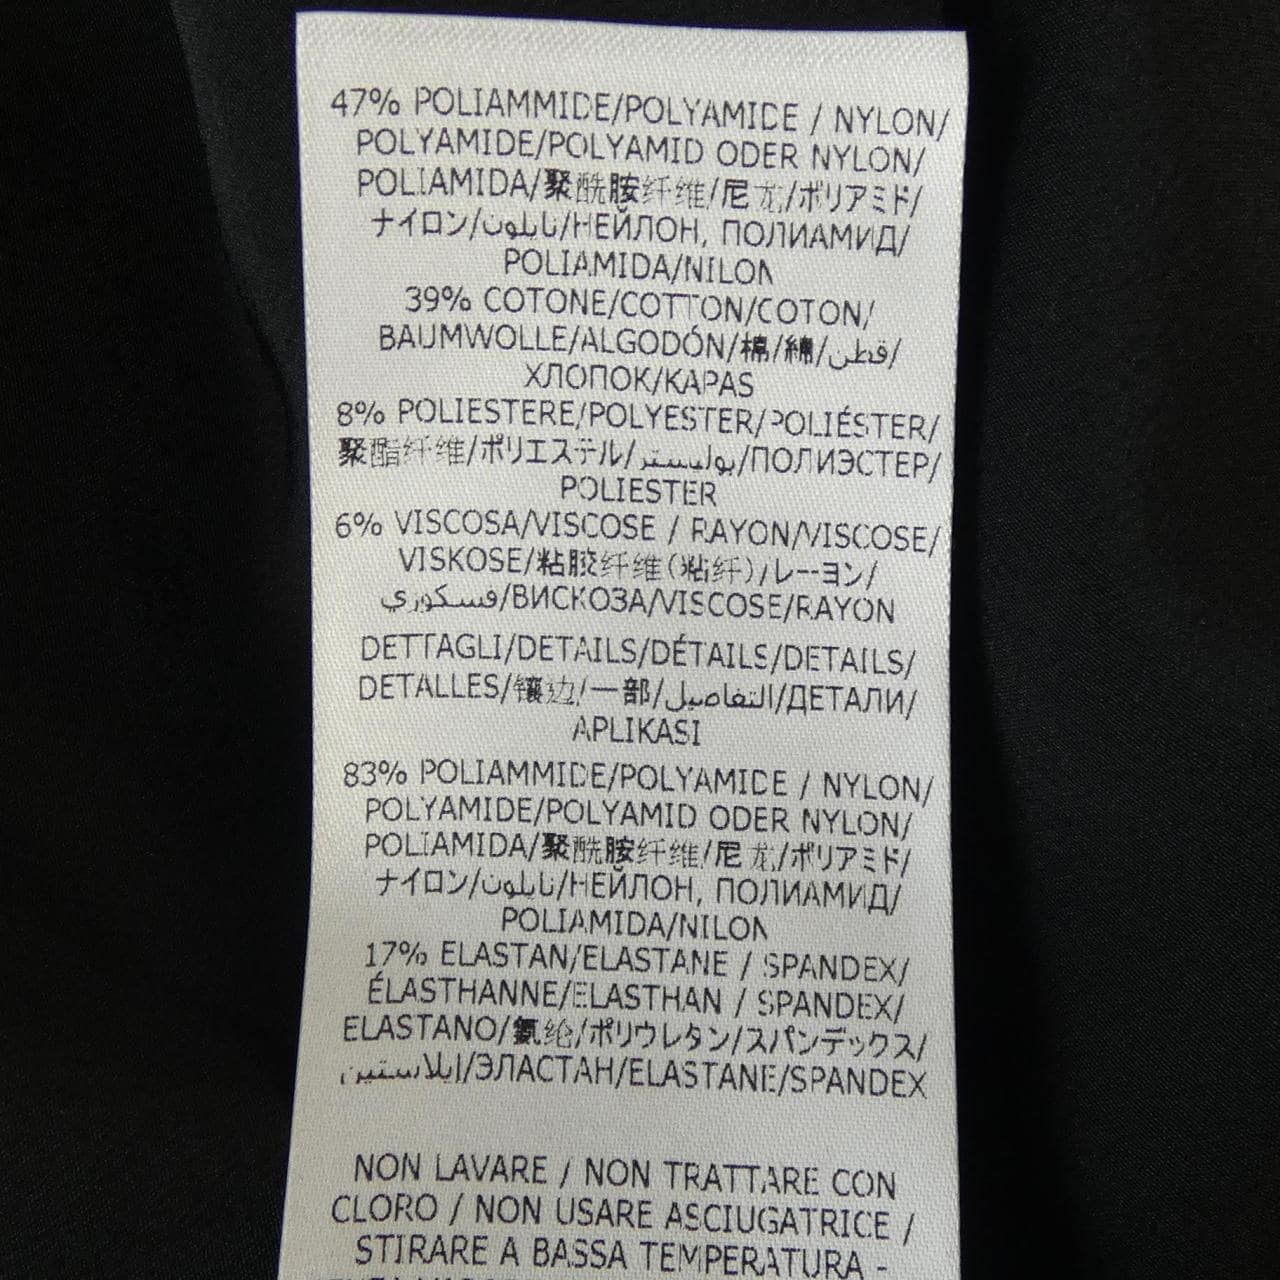 47% POLIAMMIDE/POLYAMIDE / NYLON/
POLYAMIDE/POLYAMID ODER NYLON/
POLIAMIDA/聚酰胺纤维/尼龙/ポリアミド/
ナイロン/نايلون/НЕЙЛОН, ПОЛИАМИД/
POLIAMIDA/NILON
39% COTONE/COTTON/COTON/
BAUMWOLLE/ALGODÓN/棉/綿/قطن/
ХЛОПОК/KAPAS
8% POLIESTERE/POLYESTER/POLIÉSTER/
聚酯纤维/ポリエステル/بوليستر/ПОЛИЭСТЕР/
POLIESTER
6% VISCOSA/VISCOSE / RAYON/VISCOSE/
VISKOSE/粘胶纤维(粘纤)/レーヨン/
فسكوري/ВИСКОЗА/VISCOSE/RAYON
DETTAGLI/DETAILS/DÉTAILS/DETAILS/
DETALLES/镶边/一部/التفاصيل/ДЕТАЛИ/
APLIKASI
83% POLIAMMIDE/POLYAMIDE / NYLON/
POLYAMIDE/POLYAMID ODER NYLON/
POLIAMIDA/聚酰胺纤维/尼龙/ポリアミド/
ナイロン/نايلون/НЕЙЛОН, ПОЛИАМИД/
POLIAMIDA/NILON
17% ELASTAN/ELASTANE / SPANDEX/
ÉLASTHANNE/ELASTHAN / SPANDEX/
ELASTANO/氨纶/ポリウレタン/スパンデックス/
ايلاستين/ЭЛАСТАН/ELASTANE/SPANDEX
NON LAVARE / NON TRATTARE CON
CLORO / NON USARE ASCIUGATRICE /
STIRARE A BASSA TEMPERATURA -